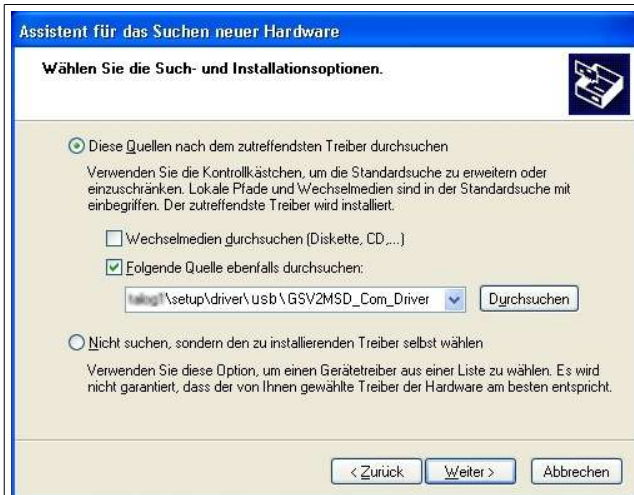 Assistent für das Suchen neuer Hardware
Wählen Sie die Such- und Installationsoptionen.
Diese Quellen nach dem zutreffendsten Treiber durchsuchen
Verwenden Sie die Kontrollkästchen, um die Standardsuche zu erweitern oder
einzuschränken. Lokale Pfade und Wechselmedien sind in der Standardsuche mit
einbegriffen. Der zutreffendste Treiber wird installiert.
Wechselmedien durchsuchen (Diskette, CD,...)
Folgende Quelle ebenfalls durchsuchen:
\setup\driver\usb\GSV2MSD_Com_Driver Durchsuchen
Nicht suchen, sondern den zu installierenden Treiber selbst wählen
Verwenden Sie diese Option, um einen Gerätetreiber aus einer Liste zu wählen. Es wird
nicht garantiert, dass der von Ihnen gewählte Treiber der Hardware am besten entspricht.
< Zurück Weiter > Abbrechen